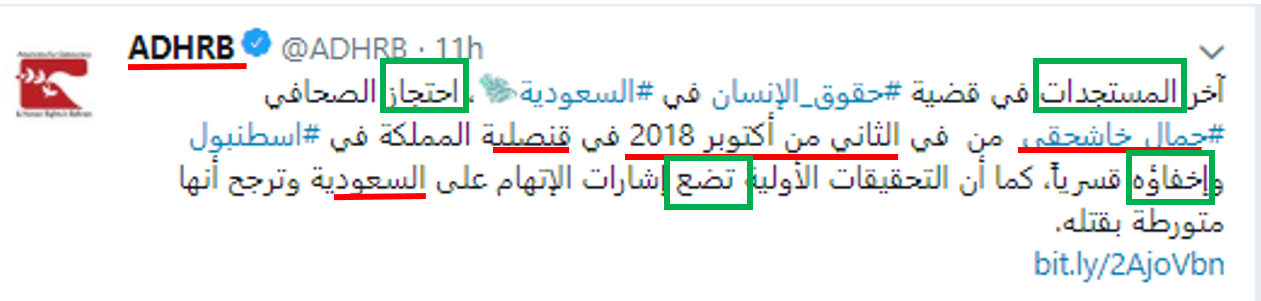 ADHRB @ADHRB · 11h
آخر المستجدات في قضية #حقوق_الإنسان في #السعودية ، احتجاز الصحافي
#جمال خاشحقي من في الثاني من أكتوبر 2018 في قنصلية المملكة في #اسطنبول
وإخفاؤه قسرياً، كما أن التحقيقات الأولية تضع إشارات الإتهام على السعودية وترجح أنها
متورطة بقتله.
bit.ly/2AjoVbn